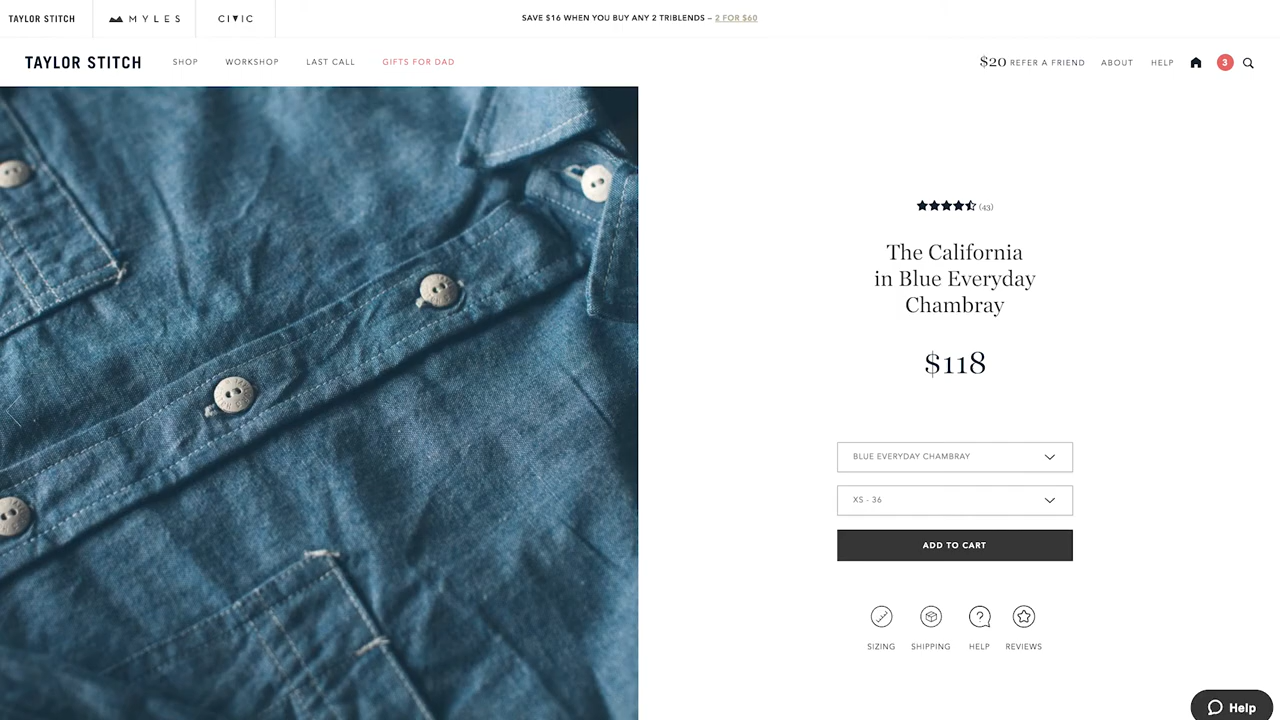 TAYLOR STITCH
MYLES
CIVIC
SAVE $16 WHEN YOU BUY ANY 2 TRIBLENDS – 2 FOR $60
TAYLOR STITCH
SHOP
WORKSHOP
LAST CALL
GIFTS FOR DAD
$20 REFER A FRIEND
ABOUT
HELP
3
(43)
The California
in Blue Everyday
Chambray
$118
BLUE EVERYDAY CHAMBRAY
XS - 36
ADD TO CART
SIZING
SHIPPING
HELP
REVIEWS
Help